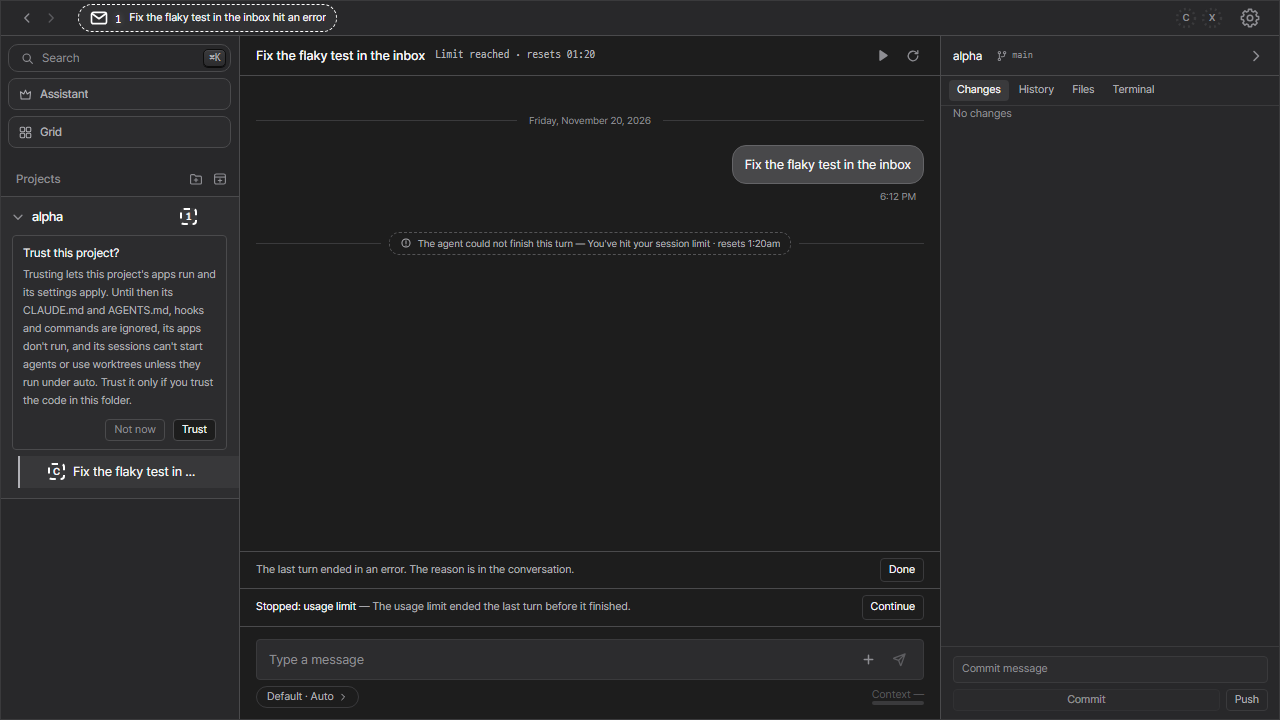 1 Fix the flaky test in the inbox hit an error
C X
Search ⌘K
Assistant
Grid
Projects
alpha 1
Trust this project?
Trusting lets this project's apps run and
its settings apply. Until then its
CLAUDE.md and AGENTS.md, hooks
and commands are ignored, its apps
don't run, and its sessions can't start
agents or use worktrees unless they
run under auto. Trust it only if you trust
the code in this folder.
Not now Trust
C Fix the flaky test in ...
Fix the flaky test in the inbox Limit reached · resets 01:20
Friday, November 20, 2026
Fix the flaky test in the inbox
6:12 PM
The agent could not finish this turn — You've hit your session limit · resets 1:20am
The last turn ended in an error. The reason is in the conversation. Done
Stopped: usage limit — The usage limit ended the last turn before it finished. Continue
Type a message
Default · Auto Context —
alpha main
Changes History Files Terminal
No changes
Commit message
Commit Push